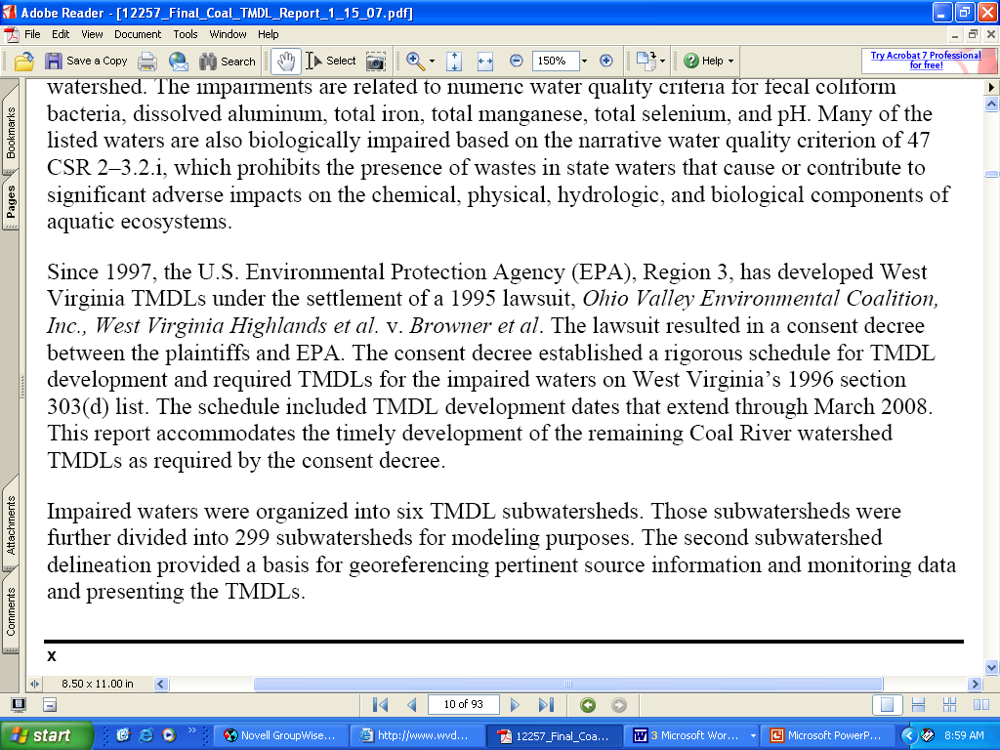 Adobe Reader - [12257_Final_Coal_TMDL_Report_1_15_07.pdf]
File Edit View Document Tools Window Help
Save a Copy Search Select 150% Help Try Acrobat 7 Professional for free!
Bookmarks
Pages
Attachments
Comments
watershed. The impairments are related to numeric water quality criteria for fecal coliform
bacteria, dissolved aluminum, total iron, total manganese, total selenium, and pH. Many of the
listed waters are also biologically impaired based on the narrative water quality criterion of 47
CSR 2–3.2.i, which prohibits the presence of wastes in state waters that cause or contribute to
significant adverse impacts on the chemical, physical, hydrologic, and biological components of
aquatic ecosystems.
Since 1997, the U.S. Environmental Protection Agency (EPA), Region 3, has developed West
Virginia TMDLs under the settlement of a 1995 lawsuit, Ohio Valley Environmental Coalition,
Inc., West Virginia Highlands et al. v. Browner et al. The lawsuit resulted in a consent decree
between the plaintiffs and EPA. The consent decree established a rigorous schedule for TMDL
development and required TMDLs for the impaired waters on West Virginia’s 1996 section
303(d) list. The schedule included TMDL development dates that extend through March 2008.
This report accommodates the timely development of the remaining Coal River watershed
TMDLs as required by the consent decree.
Impaired waters were organized into six TMDL subwatersheds. Those subwatersheds were
further divided into 299 subwatersheds for modeling purposes. The second subwatershed
delineation provided a basis for georeferencing pertinent source information and monitoring data
and presenting the TMDLs.
x
8.50 x 11.00 in
10 of 93
start Novell GroupWise... http://www.wvd... 12257_Final_Coa... 3 Microsoft Wor... Microsoft PowerP... 8:59 AM